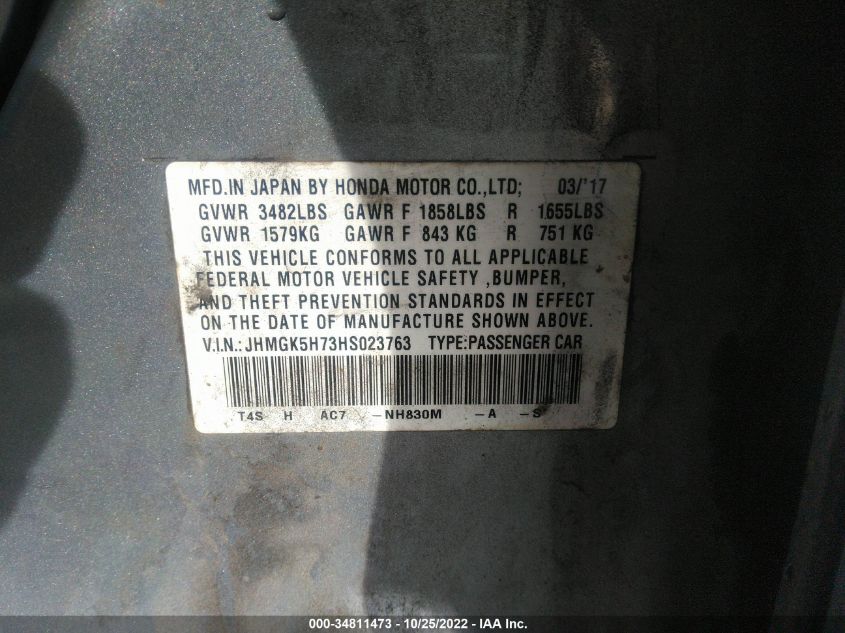 MFD.IN JAPAN BY HONDA MOTOR CO.,LTD; 03/'17
GVWR 3482LBS GAWR F 1858LBS R 1655LBS
GVWR 1579KG GAWR F 843 KG R 751 KG
THIS VEHICLE CONFORMS TO ALL APPLICABLE
FEDERAL MOTOR VEHICLE SAFETY ,BUMPER,
AND THEFT PREVENTION STANDARDS IN EFFECT
ON THE DATE OF MANUFACTURE SHOWN ABOVE.
V.I.N.: JHMGK5H73HS023763 TYPE:PASSENGER CAR
T4S H AC7 -NH830M -A -S
000-34811473 - 10/25/2022 - IAA Inc.